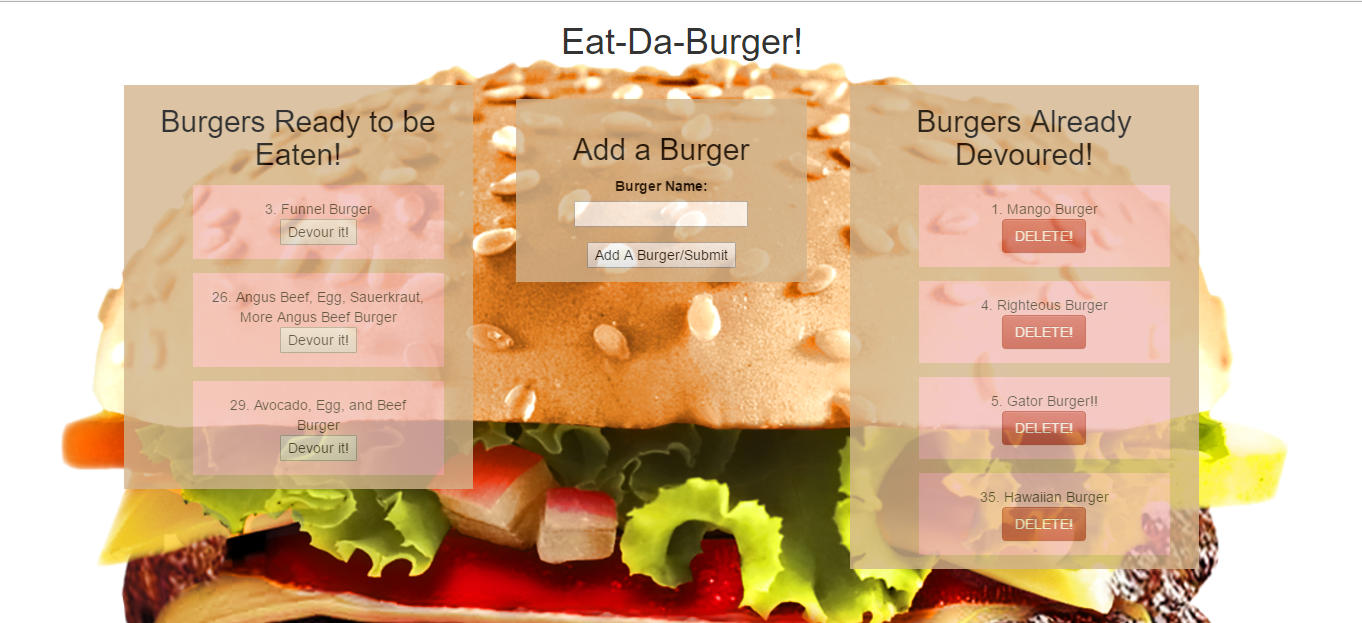 Eat-Da-Burger!
Burgers Ready to be
Eaten!
3. Funnel Burger
Devour it!
26. Angus Beef, Egg, Sauerkraut,
More Angus Beef Burger
Devour it!
29. Avocado, Egg, and Beef
Burger
Devour it!
Add a Burger
Burger Name:
Add A Burger/Submit
Burgers Already
Devoured!
1. Mango Burger
DELETE!
4. Righteous Burger
DELETE!
5. Gator Burger!!
DELETE!
35. Hawaiian Burger
DELETE!